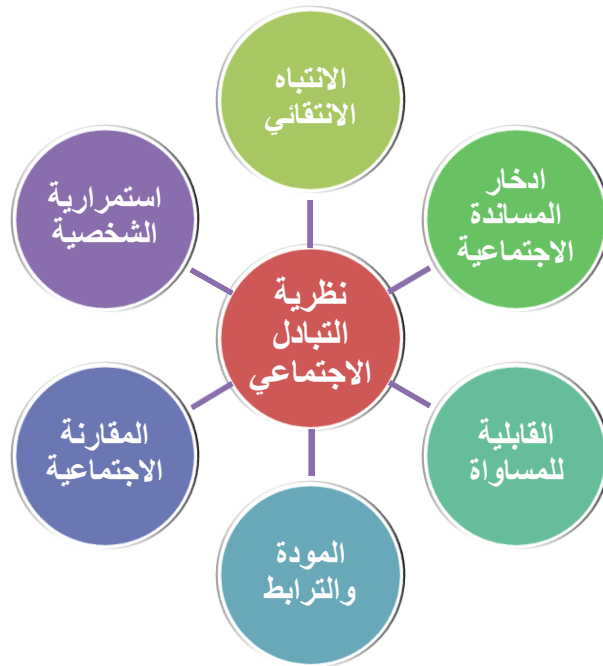 الانتباه
الانتقائي
ادخار
المساندة
الاجتماعية
استمرارية
الشخصية
نظرية
التبادل
الاجتماعي
القابلية
للمساواة
المقارنة
الاجتماعية
المودة
والترابط